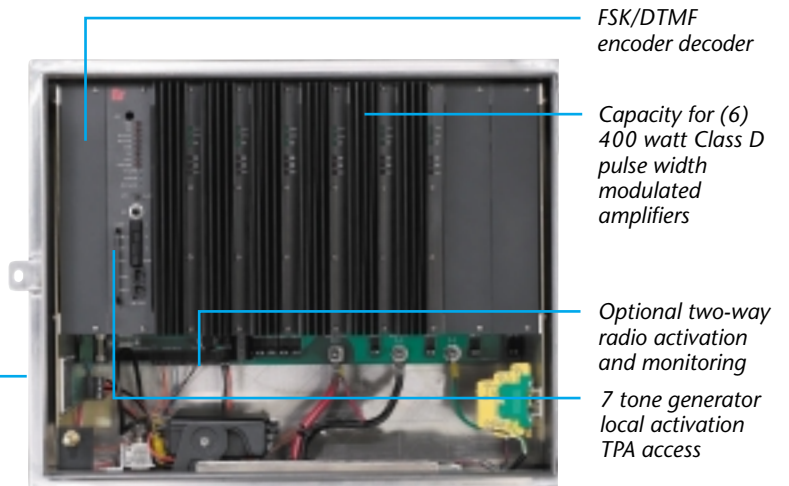 FSK/DTMF
encoder decoder
Capacity for (6)
400 watt Class D
pulse width
modulated
amplifiers
Optional two-way
radio activation
and monitoring
7 tone generator
local activation
TPA access